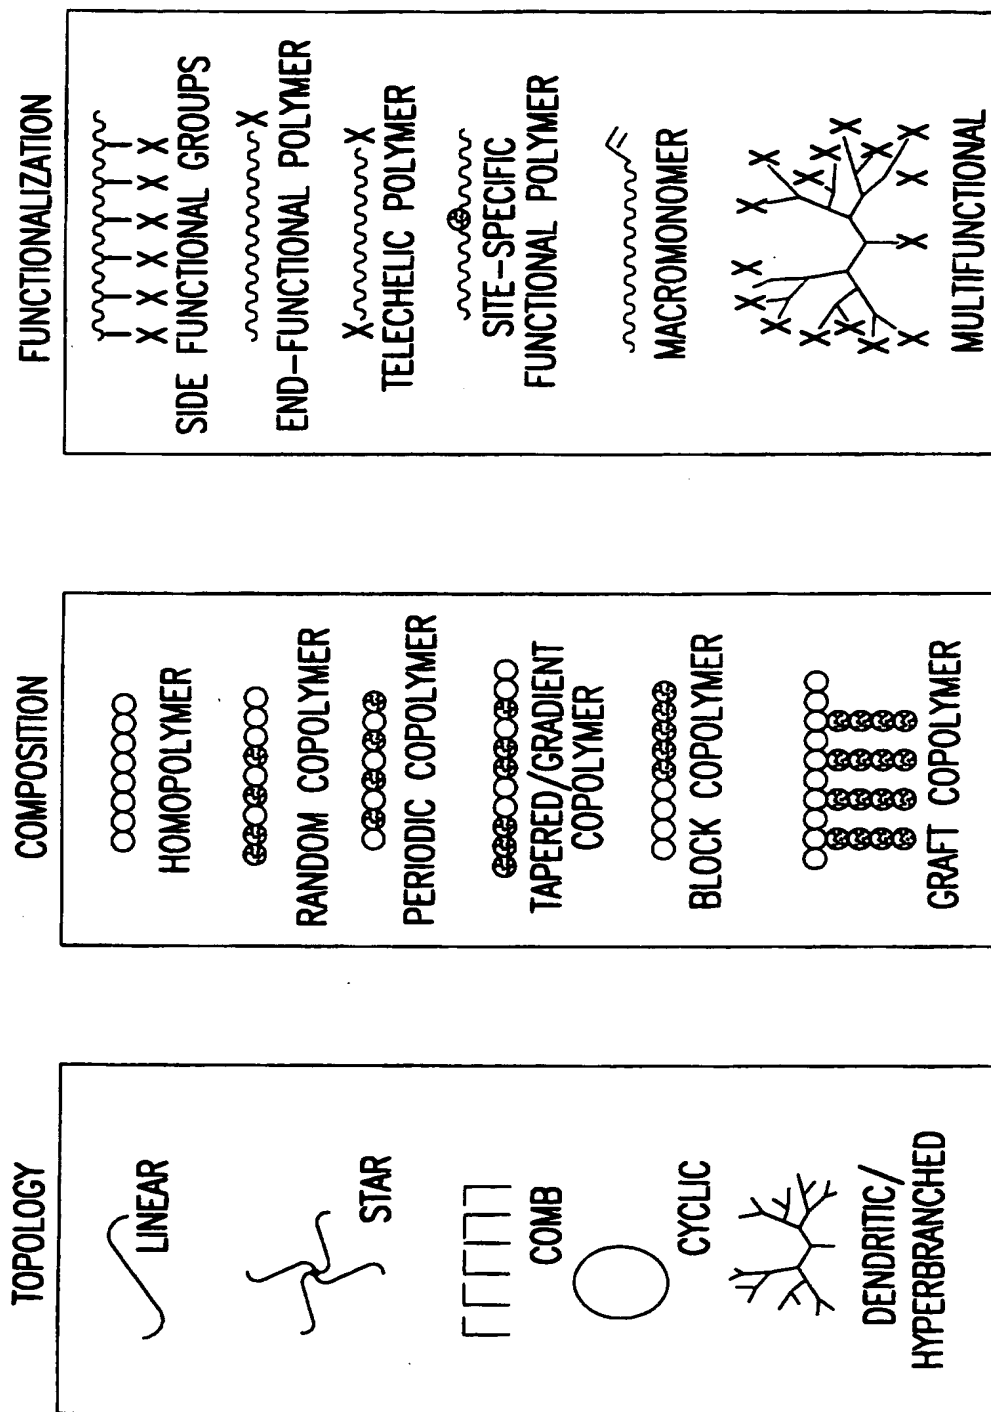 TOPOLOGY
LINEAR
STAR
COMB
CYCLIC
DENDRITIC/
HYPERBRANCHED
COMPOSITION
HOMOPOLYMER
RANDOM COPOLYMER
PERIODIC COPOLYMER
TAPERED/GRADIENT
COPOLYMER
BLOCK COPOLYMER
GRAFT COPOLYMER
FUNCTIONALIZATION
X X X X X X
SIDE FUNCTIONAL GROUPS
X
END-FUNCTIONAL POLYMER
X X
TELECHELIC POLYMER
SITE-SPECIFIC
FUNCTIONAL POLYMER
MACROMONOMER
X X X X X X X X X X X X X X X
MULTIFUNCTIONAL